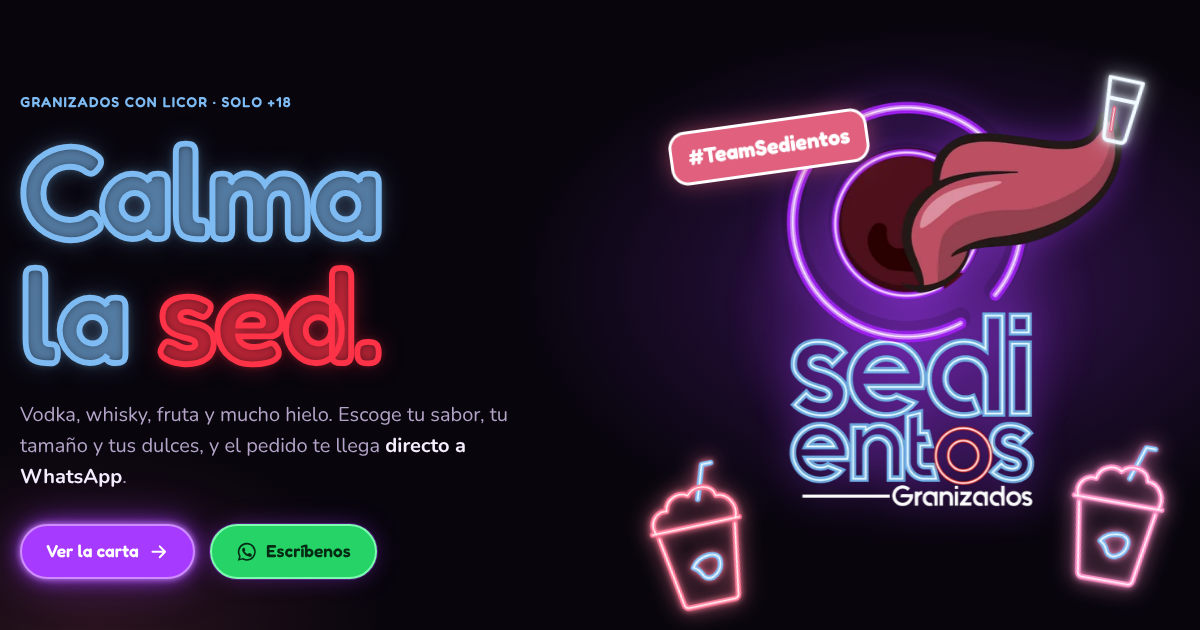 GRANIZADOS CON LICOR · SOLO +18
Calma
la sed.
Vodka, whisky, fruta y mucho hielo. Escoge tu sabor, tu
tamaño y tus dulces, y el pedido te llega directo a
WhatsApp.
Ver la carta →
Escríbenos
#TeamSedientos
sedi
entos
Granizados